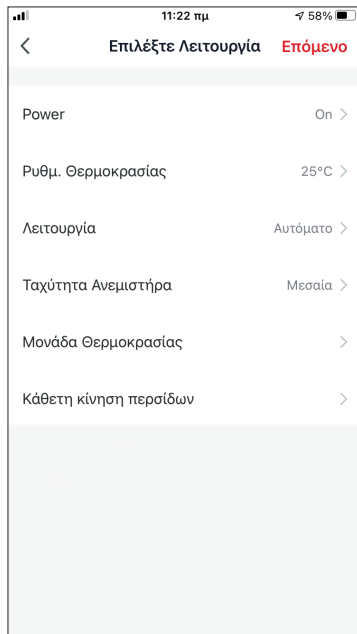 11:22 πμ 58%
Επιλέξτε Λειτουργία Επόμενο
Power On
Ρυθμ. Θερμοκρασίας 25°C
Λειτουργία Αυτόματο
Ταχύτητα Ανεμιστήρα Μεσαία
Μονάδα Θερμοκρασίας
Κάθετη κίνηση περσίδων